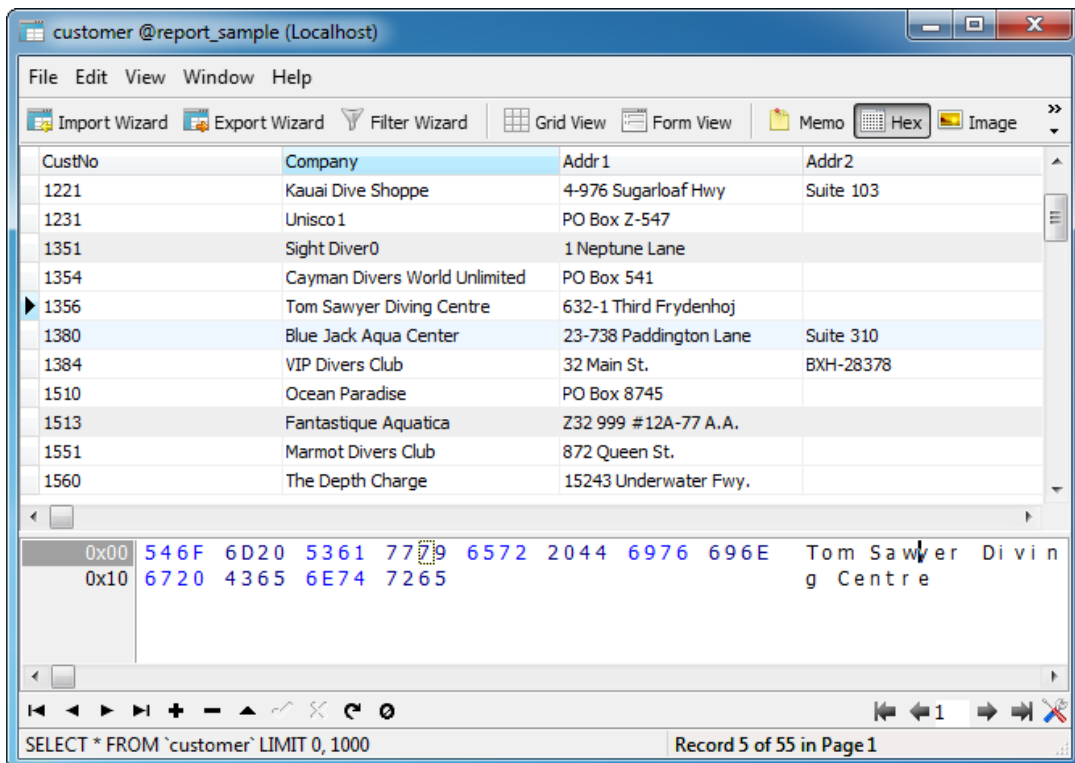 customer @report_sample (Localhost)
File Edit View Window Help
Import Wizard Export Wizard Filter Wizard Grid View Form View Memo Hex Image »
CustNo Company Addr1 Addr2
1221 Kauai Dive Shoppe 4-976 Sugarloaf Hwy Suite 103
1231 Unisco1 PO Box Z-547
1351 Sight Diver0 1 Neptune Lane
1354 Cayman Divers World Unlimited PO Box 541
1356 Tom Sawyer Diving Centre 632-1 Third Frydenhoj
1380 Blue Jack Aqua Center 23-738 Paddington Lane Suite 310
1384 VIP Divers Club 32 Main St. BXH-28378
1510 Ocean Paradise PO Box 8745
1513 Fantastique Aquatica Z32 999 #12A-77 A.A.
1551 Marmot Divers Club 872 Queen St.
1560 The Depth Charge 15243 Underwater Fwy.
0x00 546F 6D20 5361 7779 6572 2044 6976 696E Tom Sawyer Divin
0x10 6720 4365 6E74 7265 g Centre
1
SELECT * FROM `customer` LIMIT 0, 1000 Record 5 of 55 in Page 1